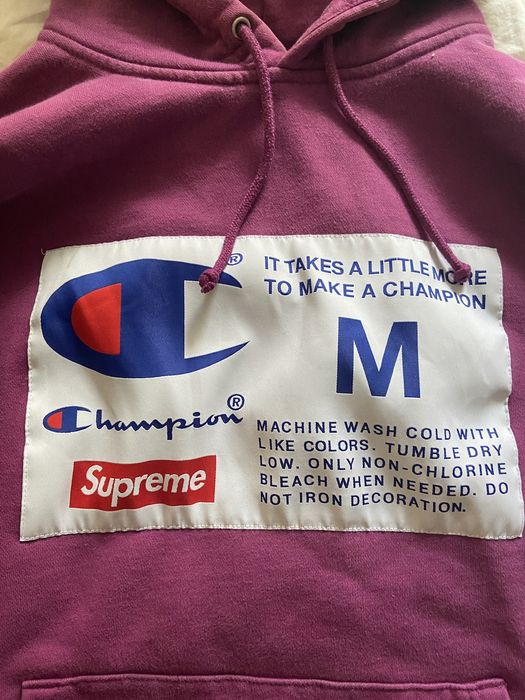 ®
IT TAKES A LITTLE MORE
TO MAKE A CHAMPION
M
Champion®
Supreme
MACHINE WASH COLD WITH
LIKE COLORS. TUMBLE DRY
LOW. ONLY NON-CHLORINE
BLEACH WHEN NEEDED. DO
NOT IRON DECORATION.